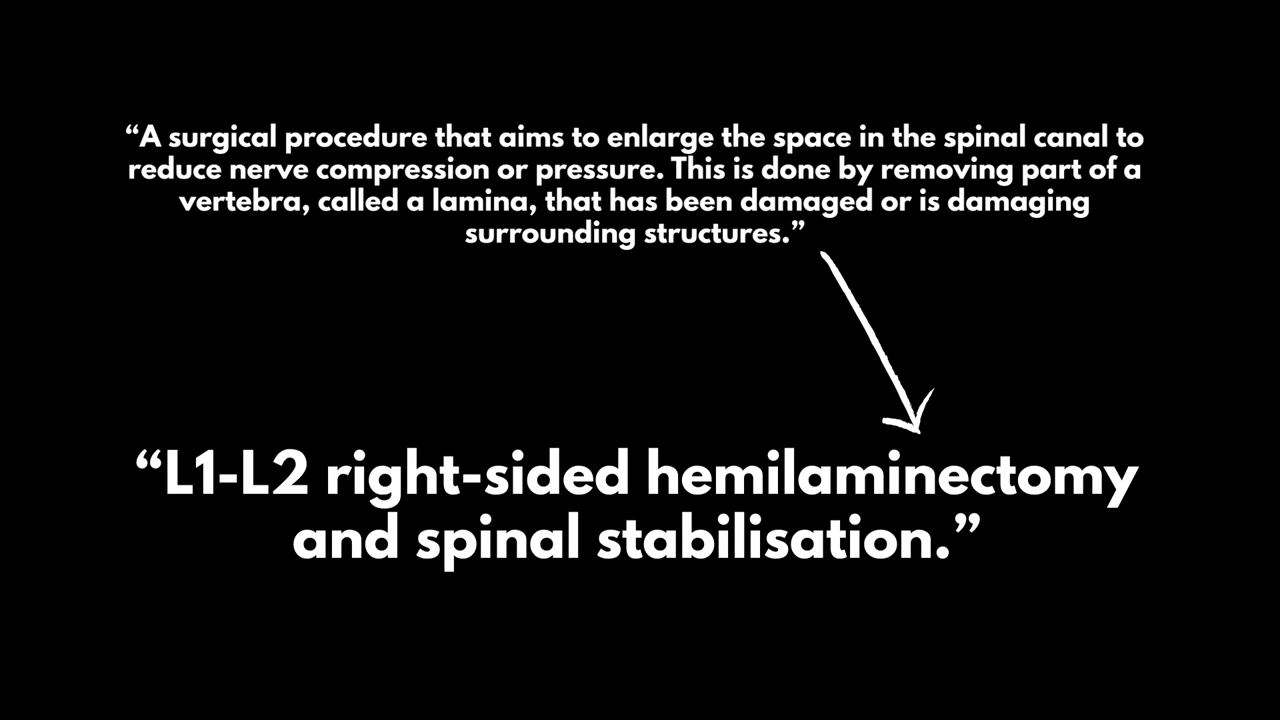 “A surgical procedure that aims to enlarge the space in the spinal canal to
reduce nerve compression or pressure. This is done by removing part of a
vertebra, called a lamina, that has been damaged or is damaging
surrounding structures.”
“L1-L2 right-sided hemilaminectomy
and spinal stabilisation.”